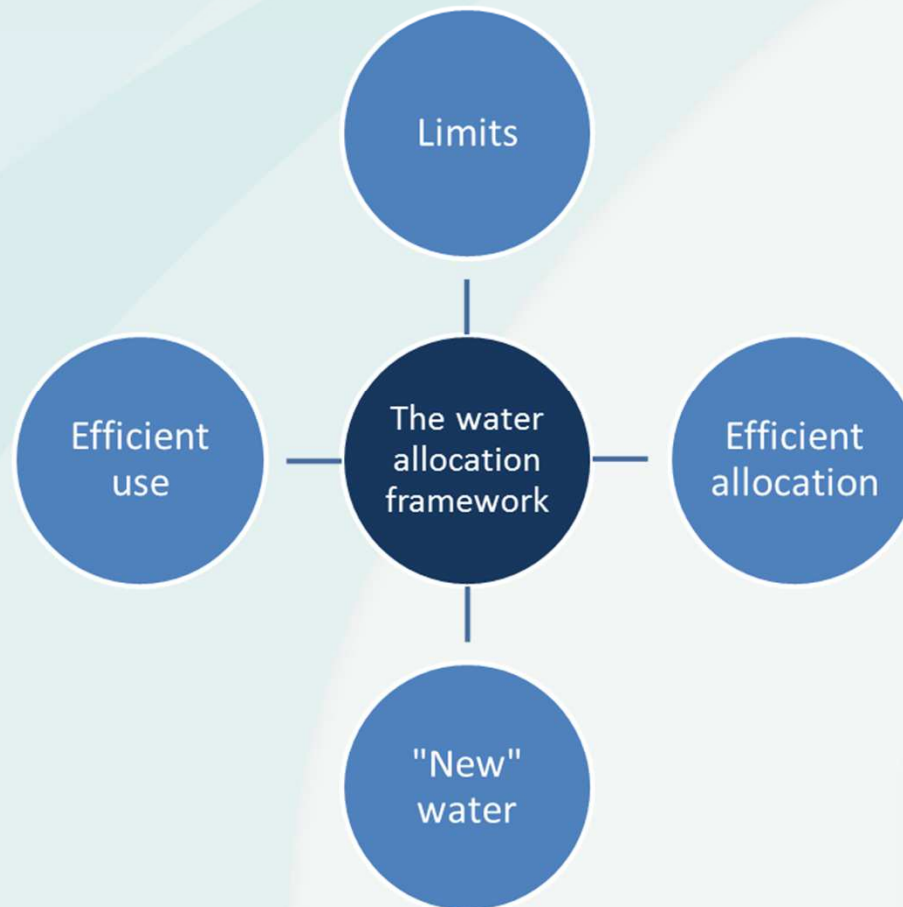 Limits
Efficient
use
The water
allocation
framework
Efficient
allocation
"New"
water